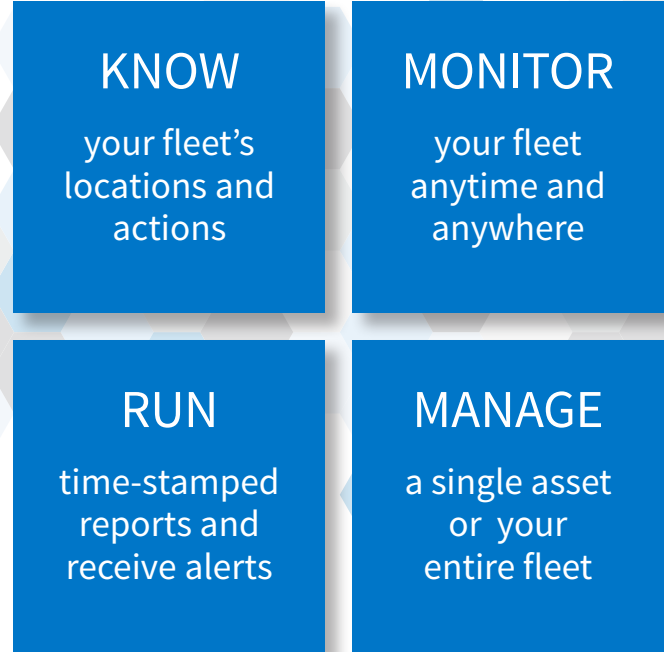 KNOW
your fleet’s
locations and
actions
MONITOR
your fleet
anytime and
anywhere
RUN
time-stamped
reports and
receive alerts
MANAGE
a single asset
or  your
entire fleet